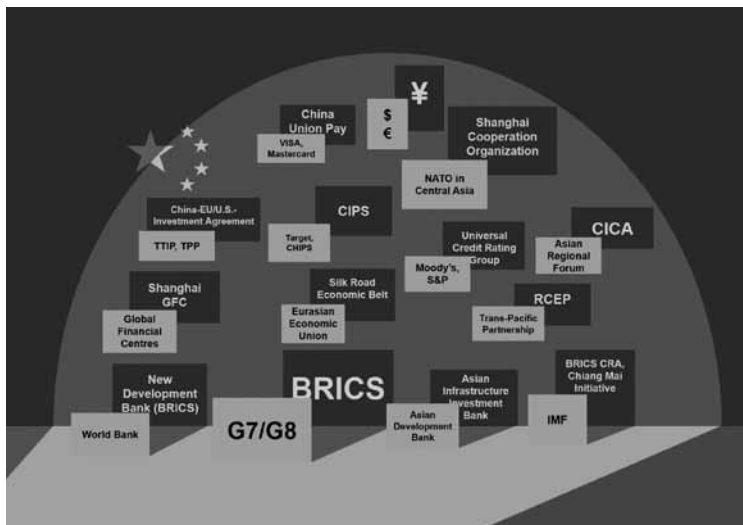 ¥
$
€
China
Union Pay
VISA,
Mastercard
Shanghai
Cooperation
Organization
NATO in
Central Asia
China-EU/U.S.-
Investment Agreement
TTIP, TPP
CIPS
Target,
CHIPS
Universal
Credit Rating
Group
Moody's,
S&P
CICA
Asian
Regional
Forum
Shanghai
GFC
Global
Financial
Centres
Silk Road
Economic Belt
Eurasian
Economic
Union
RCEP
Trans-Pacific
Partnership
New
Development
Bank (BRICS)
World Bank
BRICS
G7/G8
Asian
Infrastructure
Investment
Bank
Asian
Development
Bank
BRICS CRA,
Chiang Mai
Initiative
IMF